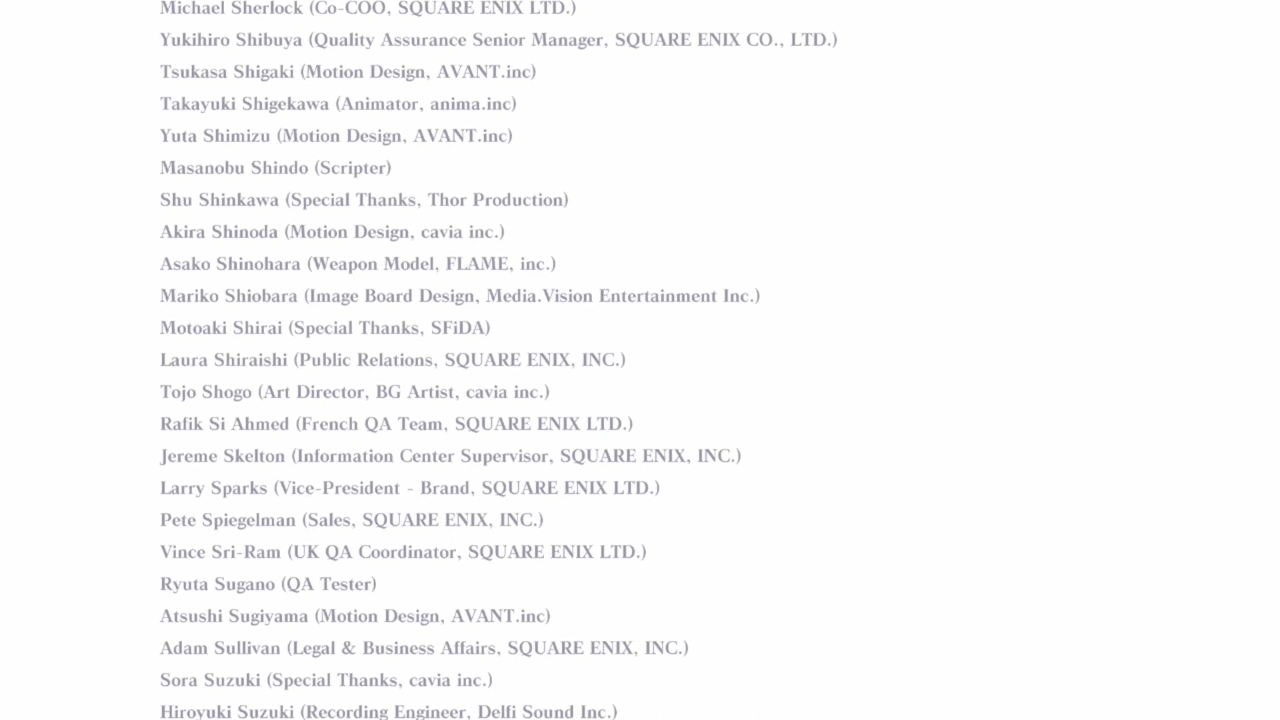 Michael Sherlock (Co-COO, SQUARE ENIX LTD.)
Yukihiro Shibuya (Quality Assurance Senior Manager, SQUARE ENIX CO., LTD.)
Tsukasa Shigaki (Motion Design, AVANT.inc)
Takayuki Shigekawa (Animator, anima.inc)
Yuta Shimizu (Motion Design, AVANT.inc)
Masanobu Shindo (Scripter)
Shu Shinkawa (Special Thanks, Thor Production)
Akira Shinoda (Motion Design, cavia inc.)
Asako Shinohara (Weapon Model, FLAME, inc.)
Mariko Shiobara (Image Board Design, Media.Vision Entertainment Inc.)
Motoaki Shirai (Special Thanks, SFiDA)
Laura Shiraishi (Public Relations, SQUARE ENIX, INC.)
Tojo Shogo (Art Director, BG Artist, cavia inc.)
Rafik Si Ahmed (French QA Team, SQUARE ENIX LTD.)
Jereme Skelton (Information Center Supervisor, SQUARE ENIX, INC.)
Larry Sparks (Vice-President - Brand, SQUARE ENIX LTD.)
Pete Spiegelman (Sales, SQUARE ENIX, INC.)
Vince Sri-Ram (UK QA Coordinator, SQUARE ENIX LTD.)
Ryuta Sugano (QA Tester)
Atsushi Sugiyama (Motion Design, AVANT.inc)
Adam Sullivan (Legal & Business Affairs, SQUARE ENIX, INC.)
Sora Suzuki (Special Thanks, cavia inc.)
Hiroyuki Suzuki (Recording Engineer, Delfi Sound Inc.)